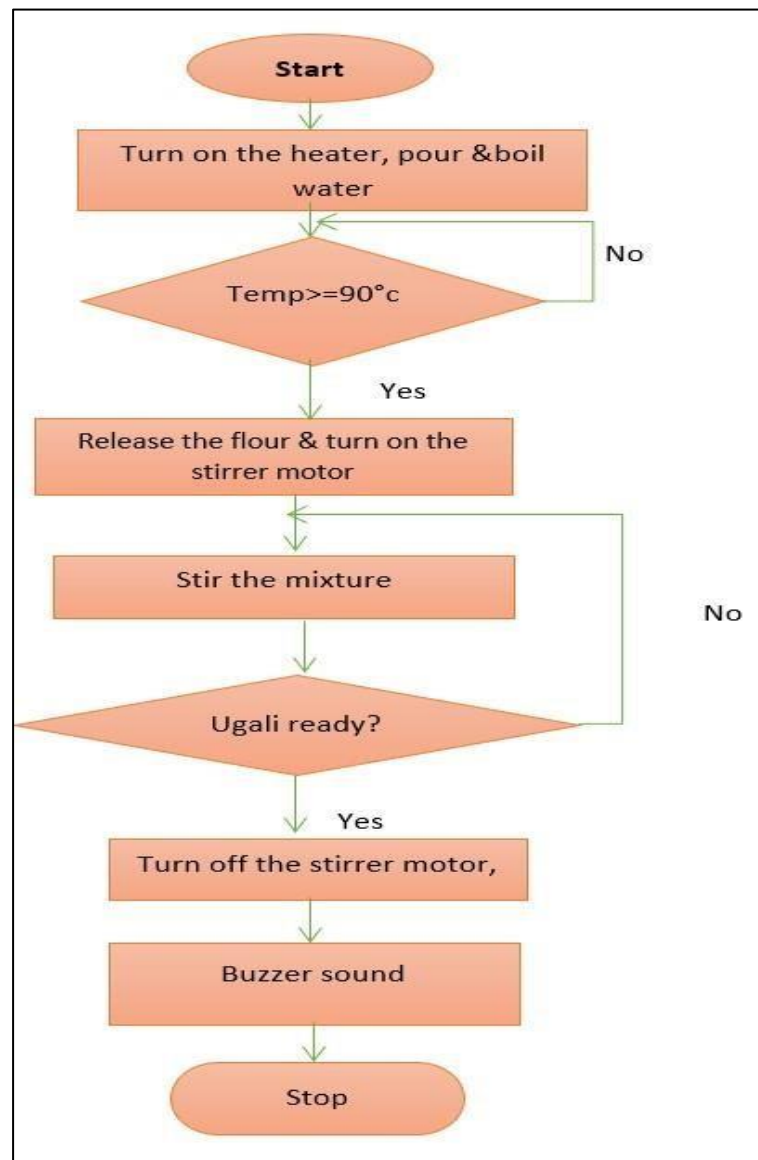 Start
Turn on the heater, pour &boil
water
No
Temp>=90°c
Yes
Release the flour & turn on the
stirrer motor
Stir the mixture
No
Ugali ready?
Yes
Turn off the stirrer motor,
Buzzer sound
Stop